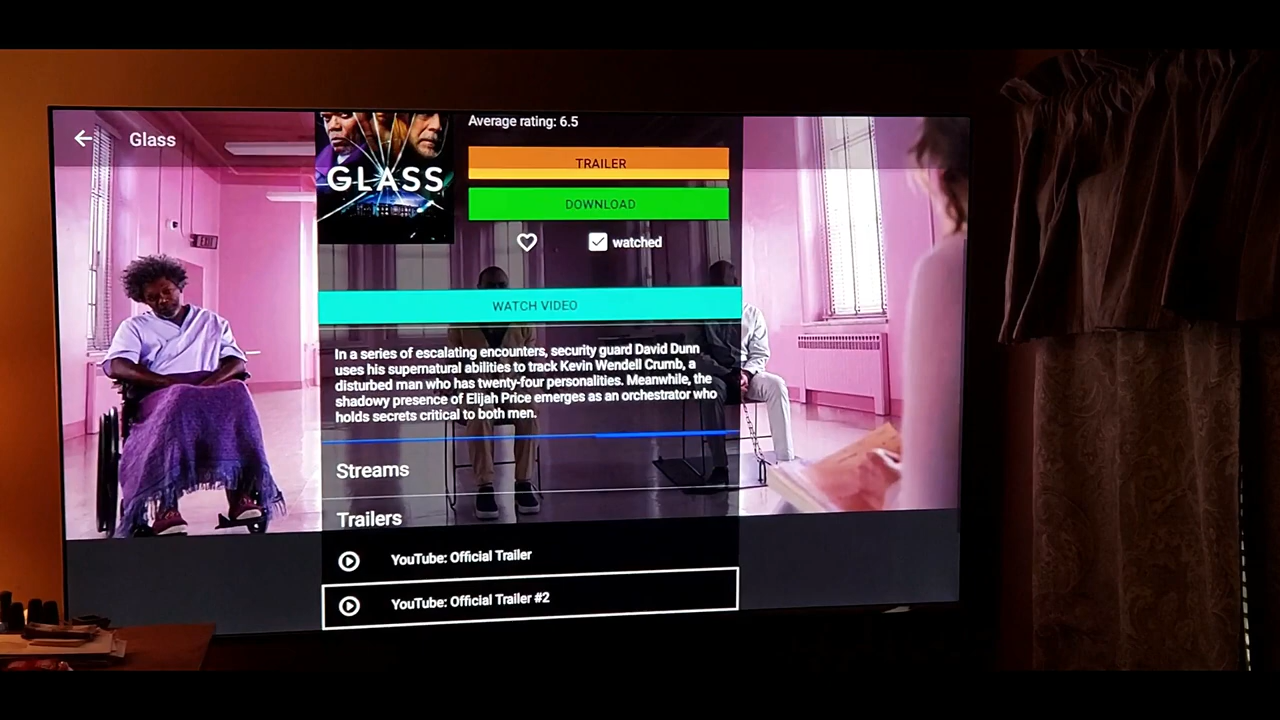 Glass
GLASS
Average rating: 6.5
TRAILER
DOWNLOAD
watched
WATCH VIDEO
In a series of escalating encounters, security guard David Dunn
uses his supernatural abilities to track Kevin Wendell Crumb, a
disturbed man who has twenty-four personalities. Meanwhile, the
shadowy presence of Elijah Price emerges as an orchestrator who
holds secrets critical to both men.
Streams
Trailers
YouTube: Official Trailer
YouTube: Official Trailer #2